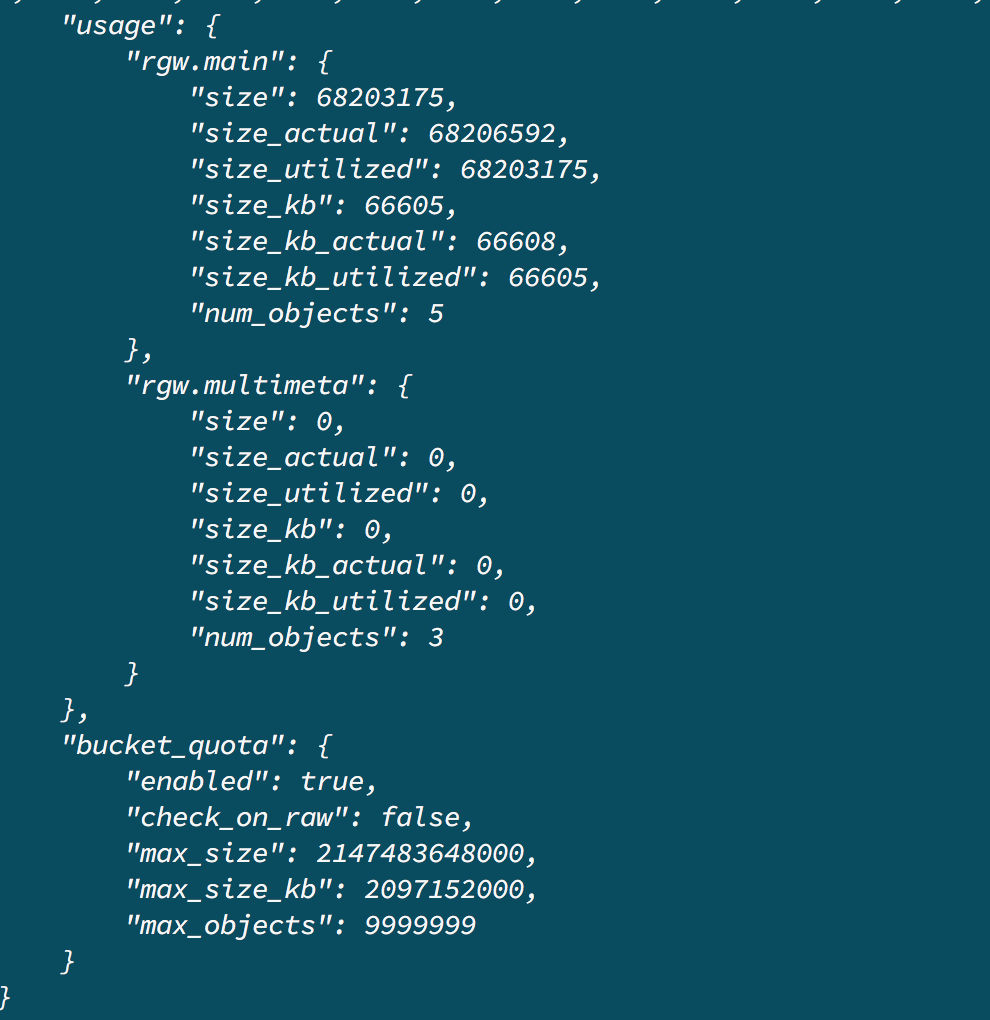 "usage": {
"rgw.main": {
"size": 68203175,
"size_actual": 68206592,
"size_utilized": 68203175,
"size_kb": 66605,
"size_kb_actual": 66608,
"size_kb_utilized": 66605,
"num_objects": 5
},
"rgw.multimeta": {
"size": 0,
"size_actual": 0,
"size_utilized": 0,
"size_kb": 0,
"size_kb_actual": 0,
"size_kb_utilized": 0,
"num_objects": 3
}
},
"bucket_quota": {
"enabled": true,
"check_on_raw": false,
"max_size": 2147483648000,
"max_size_kb": 2097152000,
"max_objects": 9999999
}
}